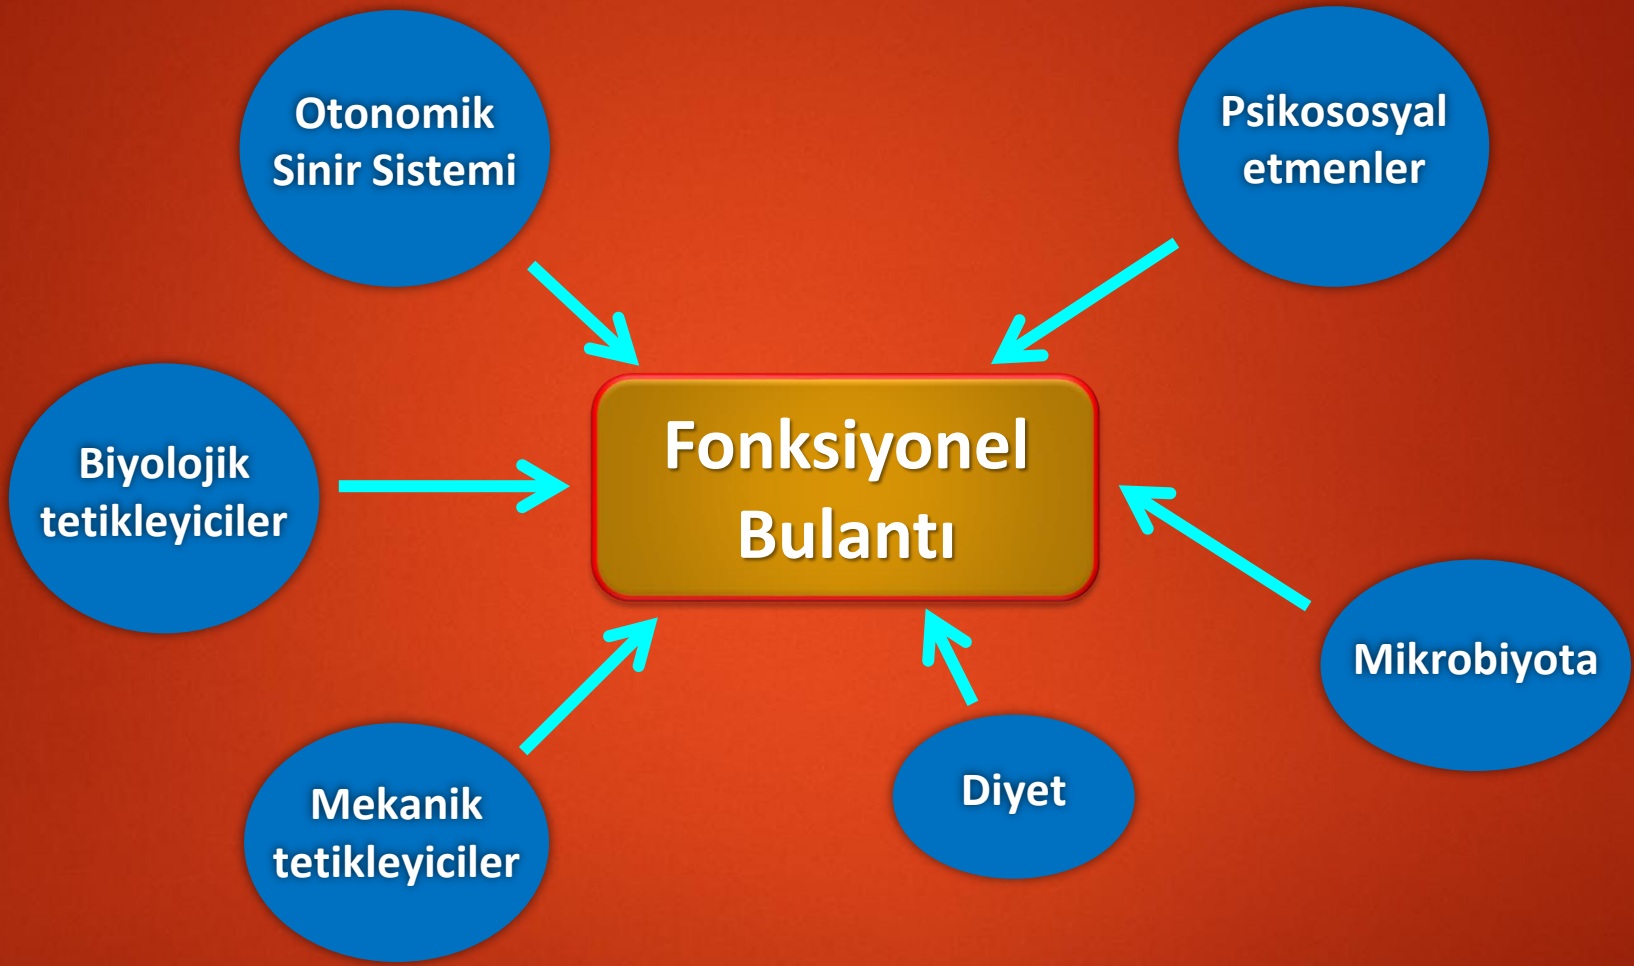 Otonomik
Sinir Sistemi
Psikososyal
etmenler
Biyolojik
tetikleyiciler
Fonksiyonel
Bulantı
Mikrobiyota
Mekanik
tetikleyiciler
Diyet